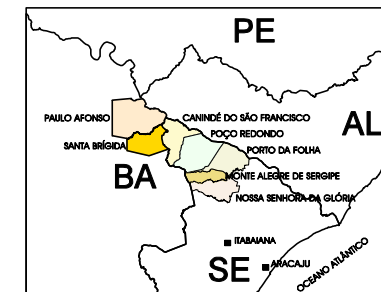 PE
PAULO AFONSO
CANINDÉ DO SÃO FRANCISCO
AL
POÇO REDONDO
SANTA BRÍGIDA
PORTO DA FOLHA
BA
MONTE ALEGRE DE SERGIPE
NOSSA SENHORA DA GLÓRIA
ITABAIANA
SE
ARACAJU
OCEANO ATLÂNTICO